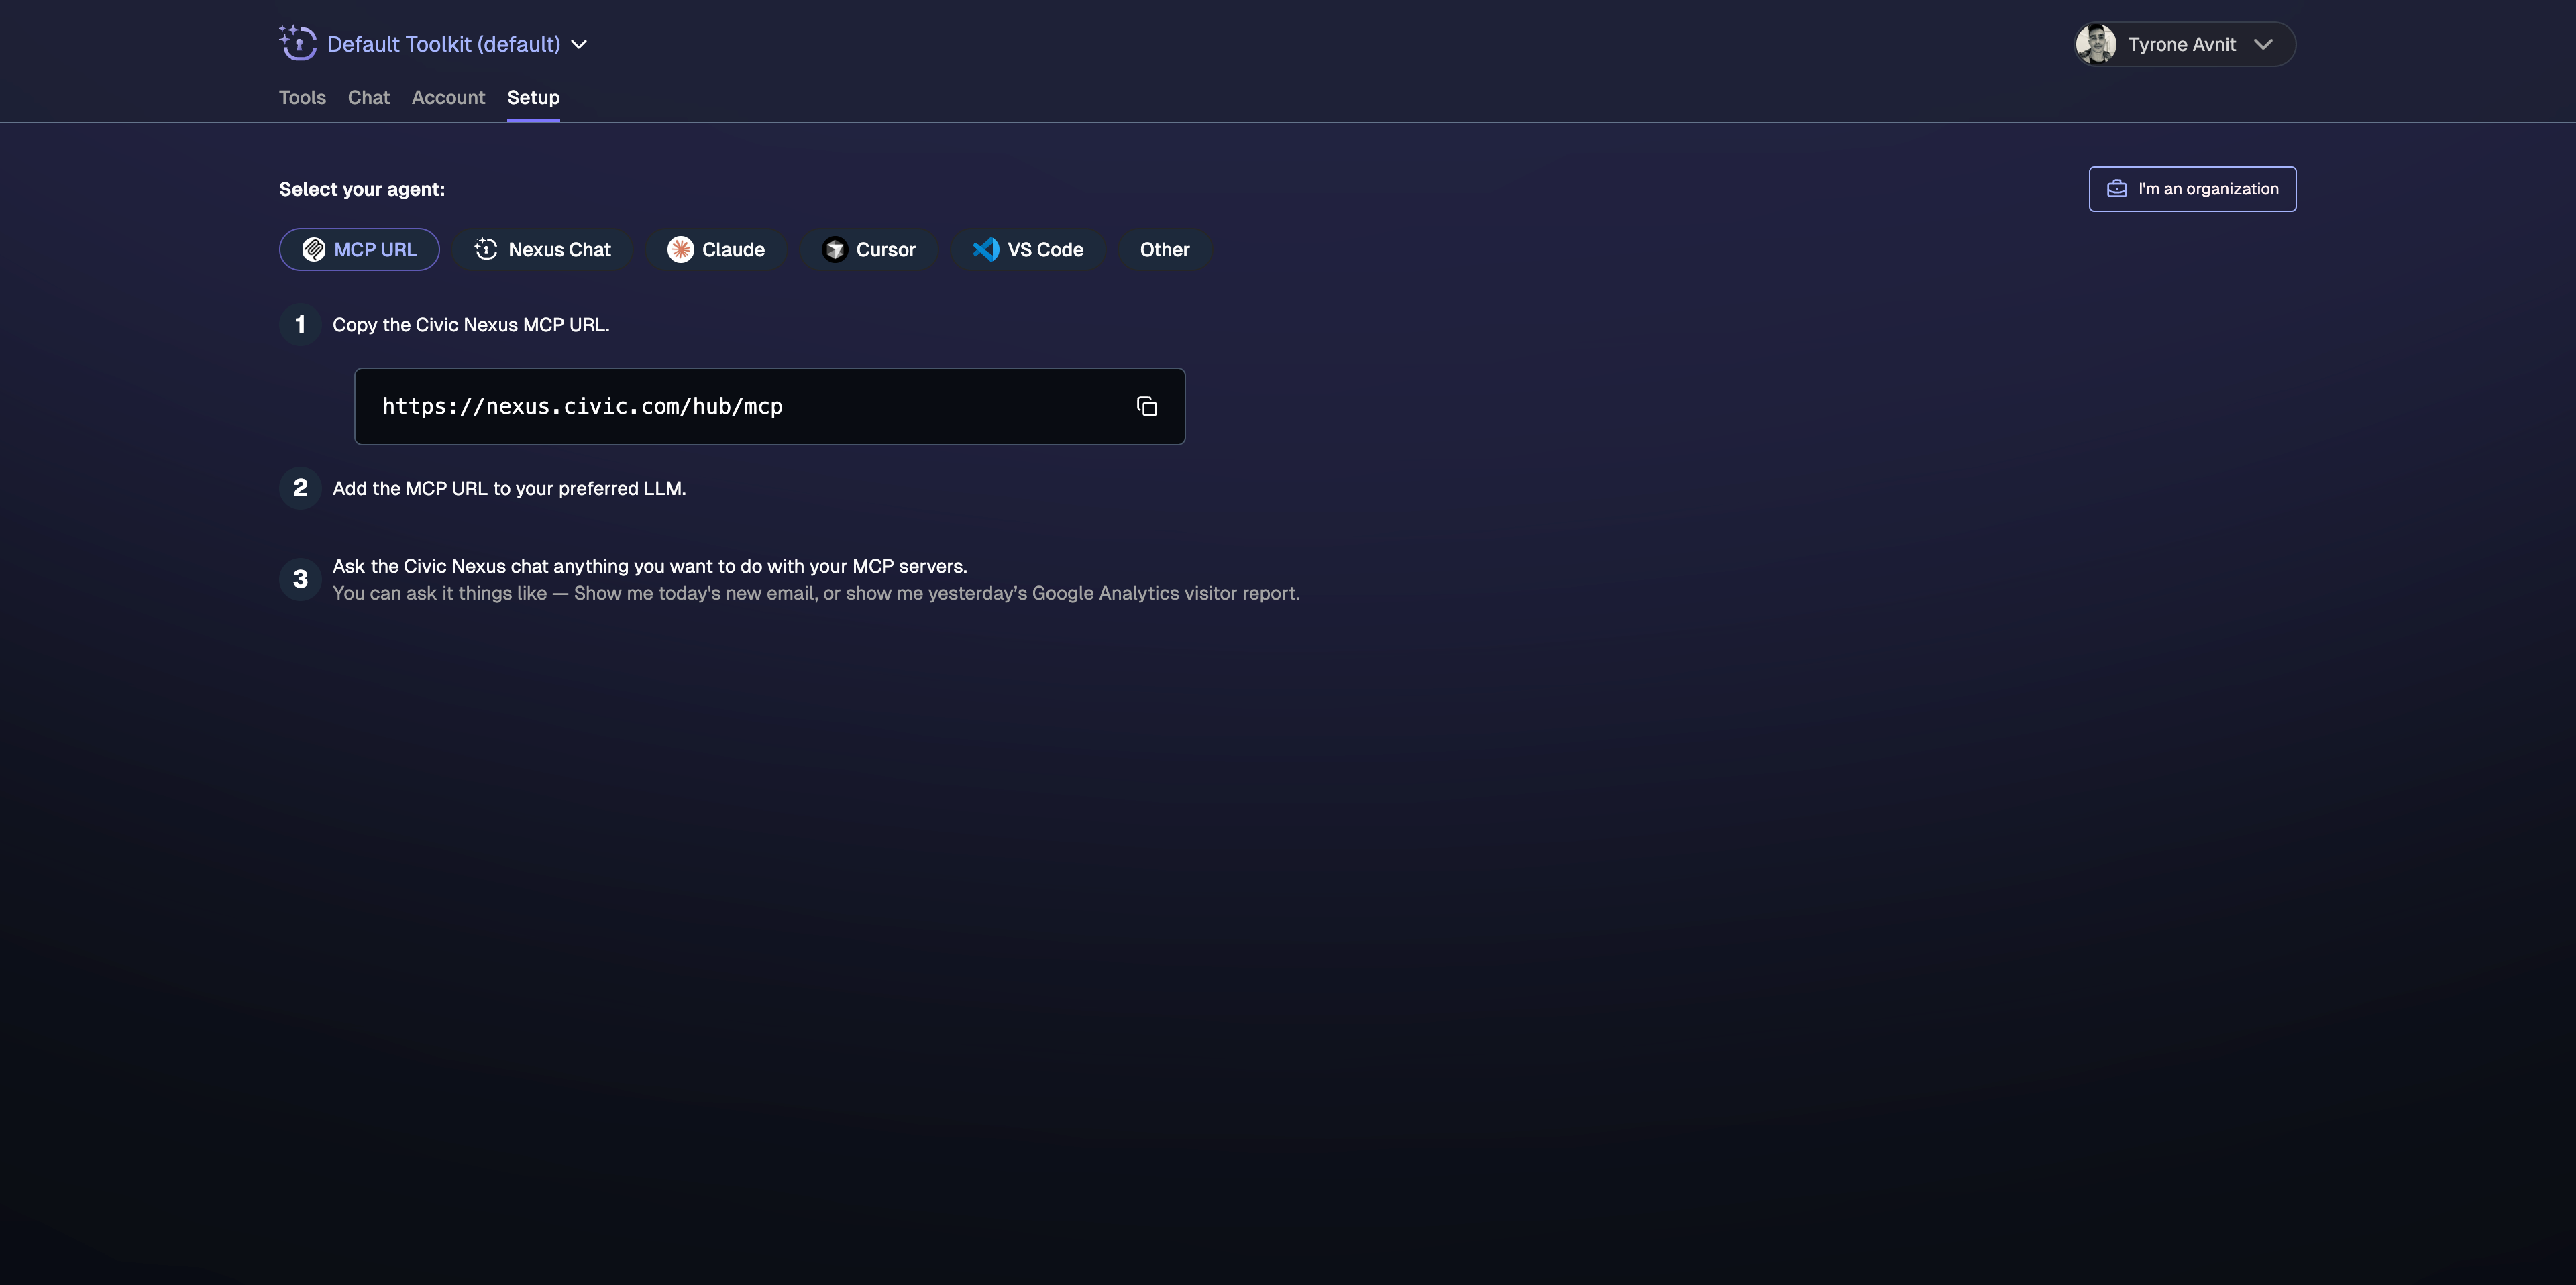 Default Toolkit (default)
Tyrone Avnit
Tools Chat Account Setup
Select your agent:
I'm an organization
MCP URL Nexus Chat Claude Cursor VS Code Other
1 Copy the Civic Nexus MCP URL.
https://nexus.civic.com/hub/mcp
2 Add the MCP URL to your preferred LLM.
3 Ask the Civic Nexus chat anything you want to do with your MCP servers.
You can ask it things like — Show me today's new email, or show me yesterday’s Google Analytics visitor report.